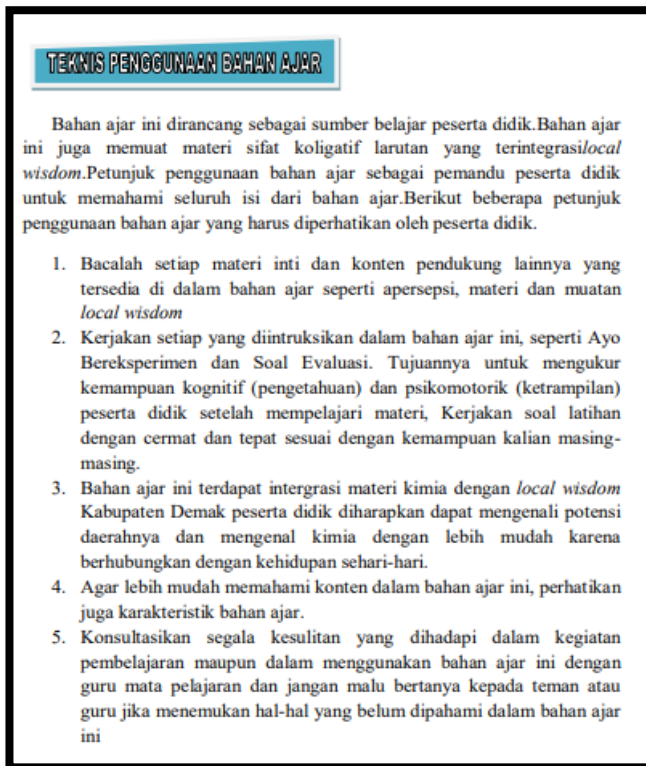 TEKNIS PENGGUNAAN BAHAN AJAR
Bahan ajar ini dirancang sebagai sumber belajar peserta didik.Bahan ajar
ini juga memuat materi sifat koligatif larutan yang terintegrasilocal
wisdom.Petunjuk penggunaan bahan ajar sebagai pemandu peserta didik
untuk memahami seluruh isi dari bahan ajar.Berikut beberapa petunjuk
penggunaan bahan ajar yang harus diperhatikan oleh peserta didik.
1. Bacalah setiap materi inti dan konten pendukung lainnya yang
tersedia di dalam bahan ajar seperti apersepsi, materi dan muatan
local wisdom
2. Kerjakan setiap yang diintruksikan dalam bahan ajar ini, seperti Ayo
Bereksperimen dan Soal Evaluasi. Tujuannya untuk mengukur
kemampuan kognitif (pengetahuan) dan psikomotorik (ketrampilan)
peserta didik setelah mempelajari materi, Kerjakan soal latihan
dengan cermat dan tepat sesuai dengan kemampuan kalian masing-
masing.
3. Bahan ajar ini terdapat intergrasi materi kimia dengan local wisdom
Kabupaten Demak peserta didik diharapkan dapat mengenali potensi
daerahnya dan mengenal kimia dengan lebih mudah karena
berhubungkan dengan kehidupan sehari-hari.
4. Agar lebih mudah memahami konten dalam bahan ajar ini, perhatikan
juga karakteristik bahan ajar.
5. Konsultasikan segala kesulitan yang dihadapi dalam kegiatan
pembelajaran maupun dalam menggunakan bahan ajar ini dengan
guru mata pelajaran dan jangan malu bertanya kepada teman atau
guru jika menemukan hal-hal yang belum dipahami dalam bahan ajar
ini